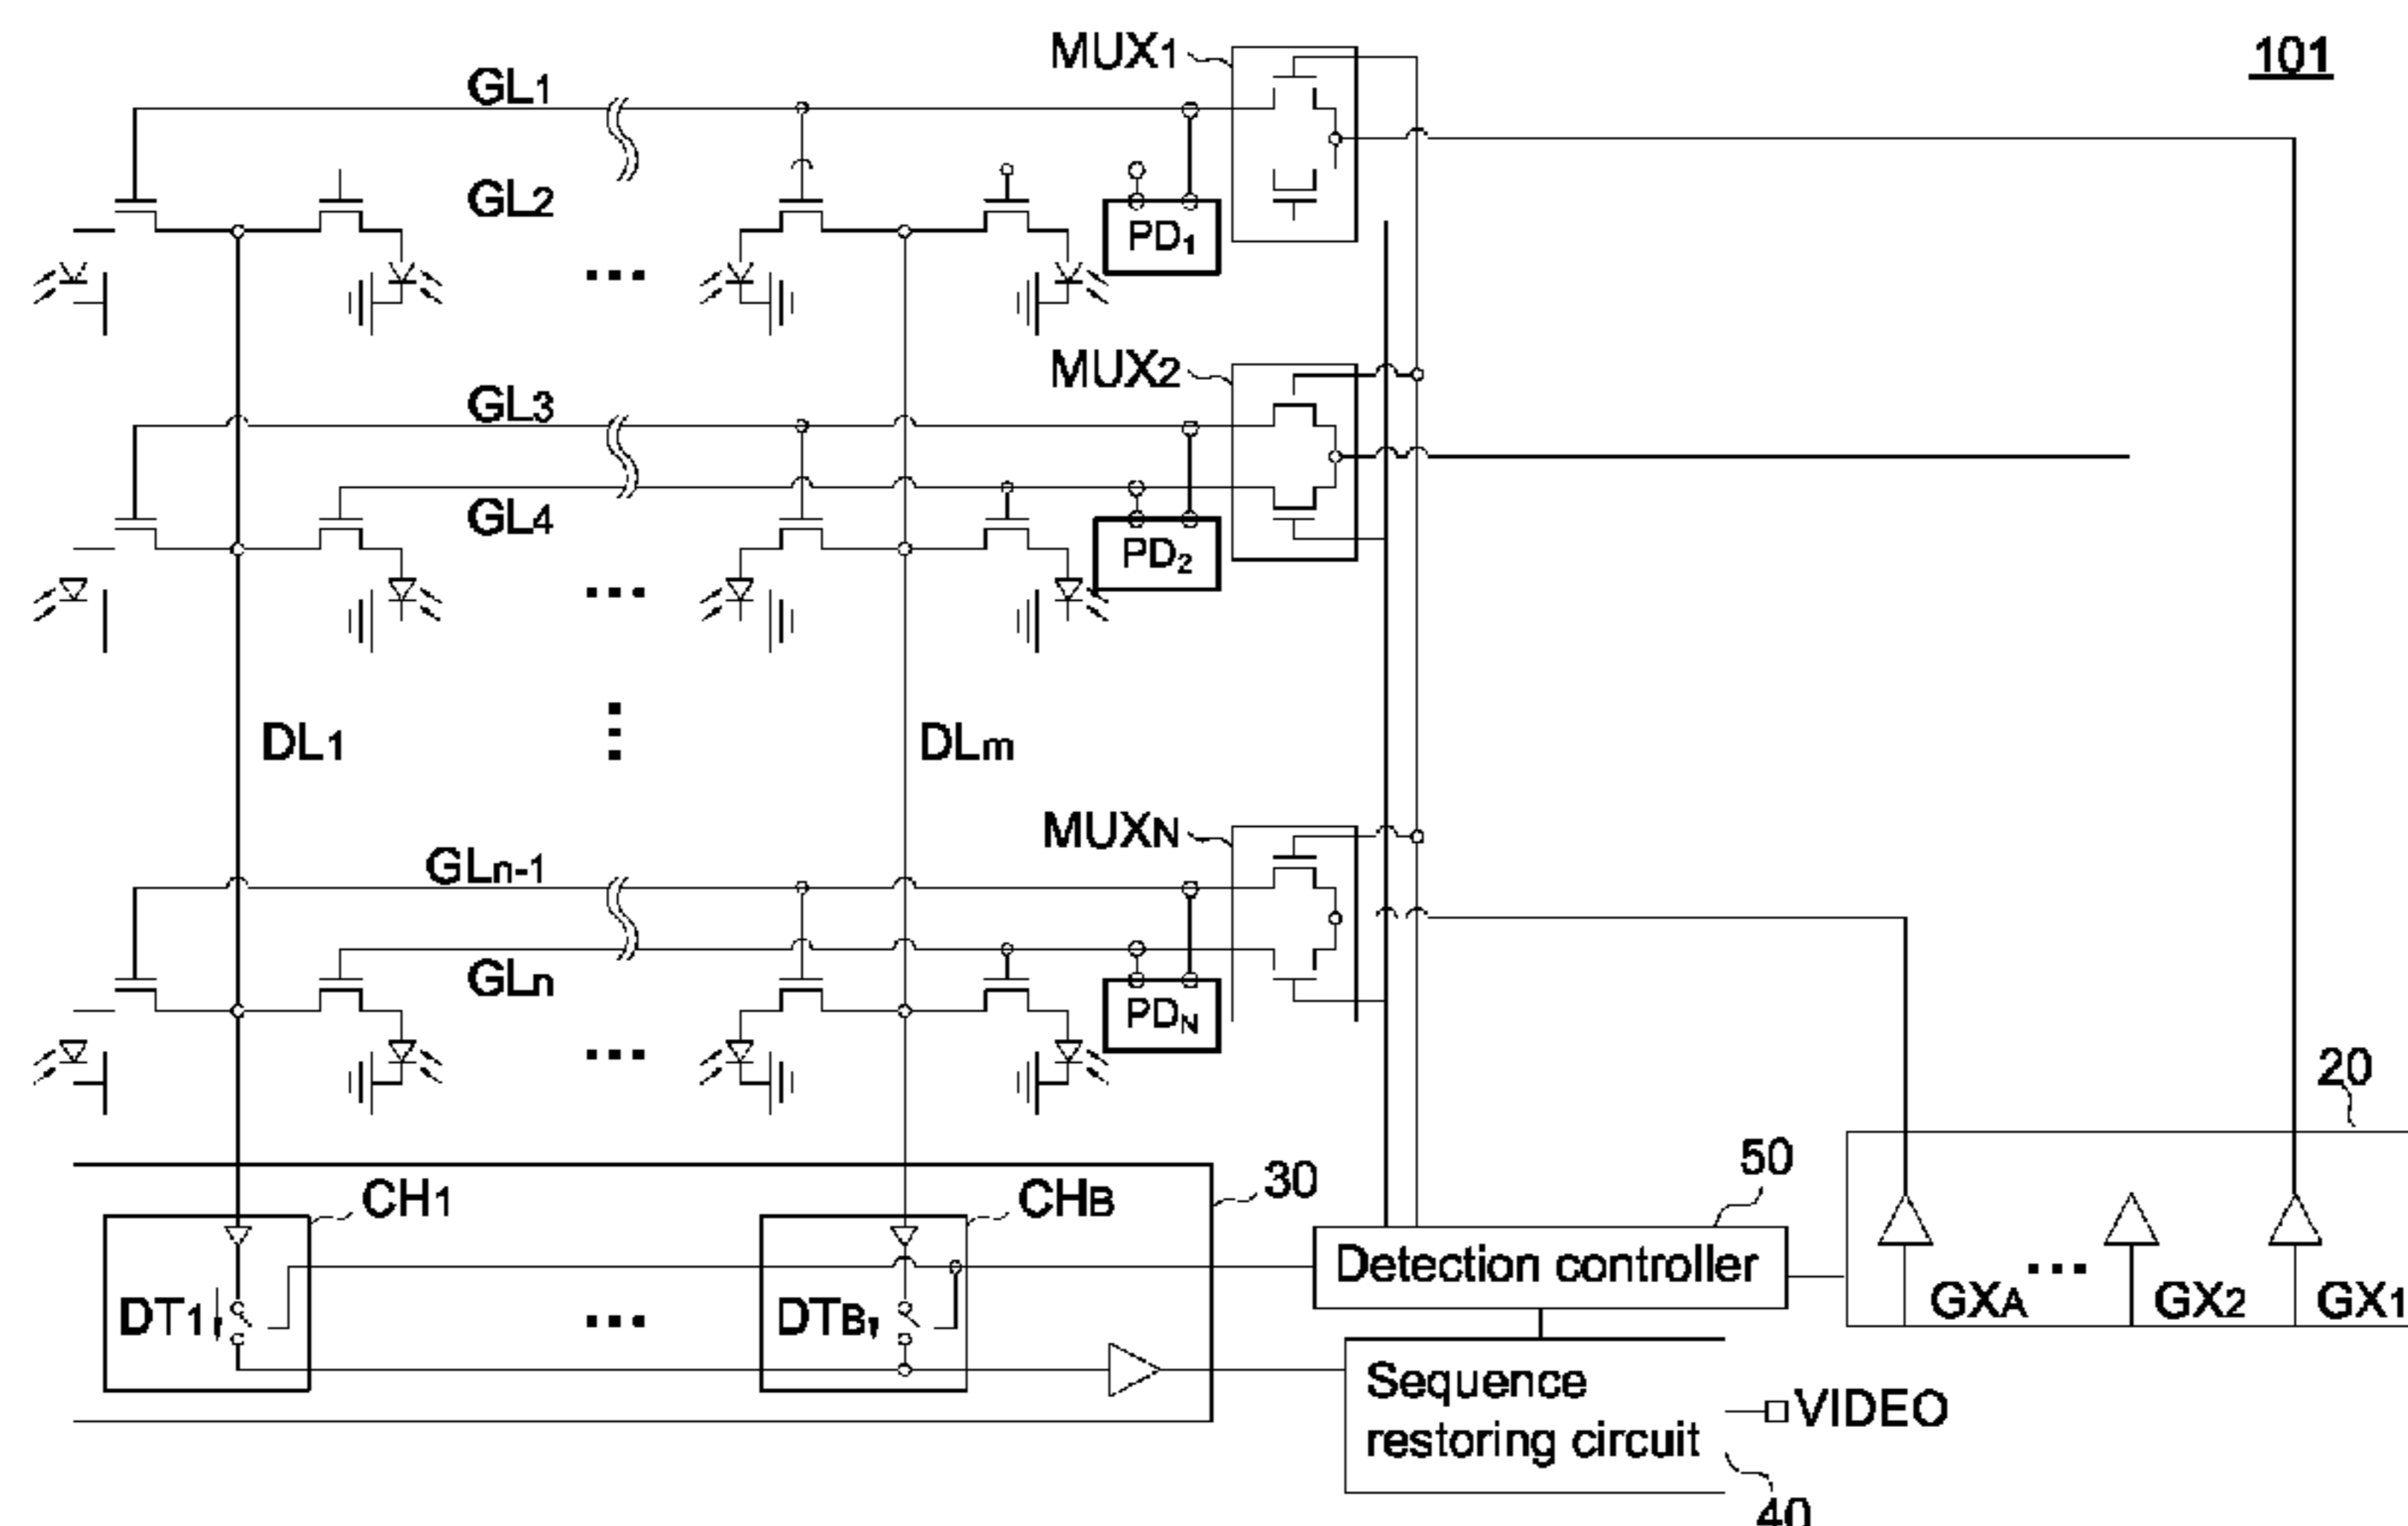 MUX1
101
GL1
GL2
PD1
MUX2
GL3
GL4
PD2
DL1
DLm
MUXN
GLn-1
GLn
PDN
20
50
30
CH1
CHB
Detection controller
GXA
GX2
GX1
DT1
DTB
Sequence
restoring circuit
VIDEO
40